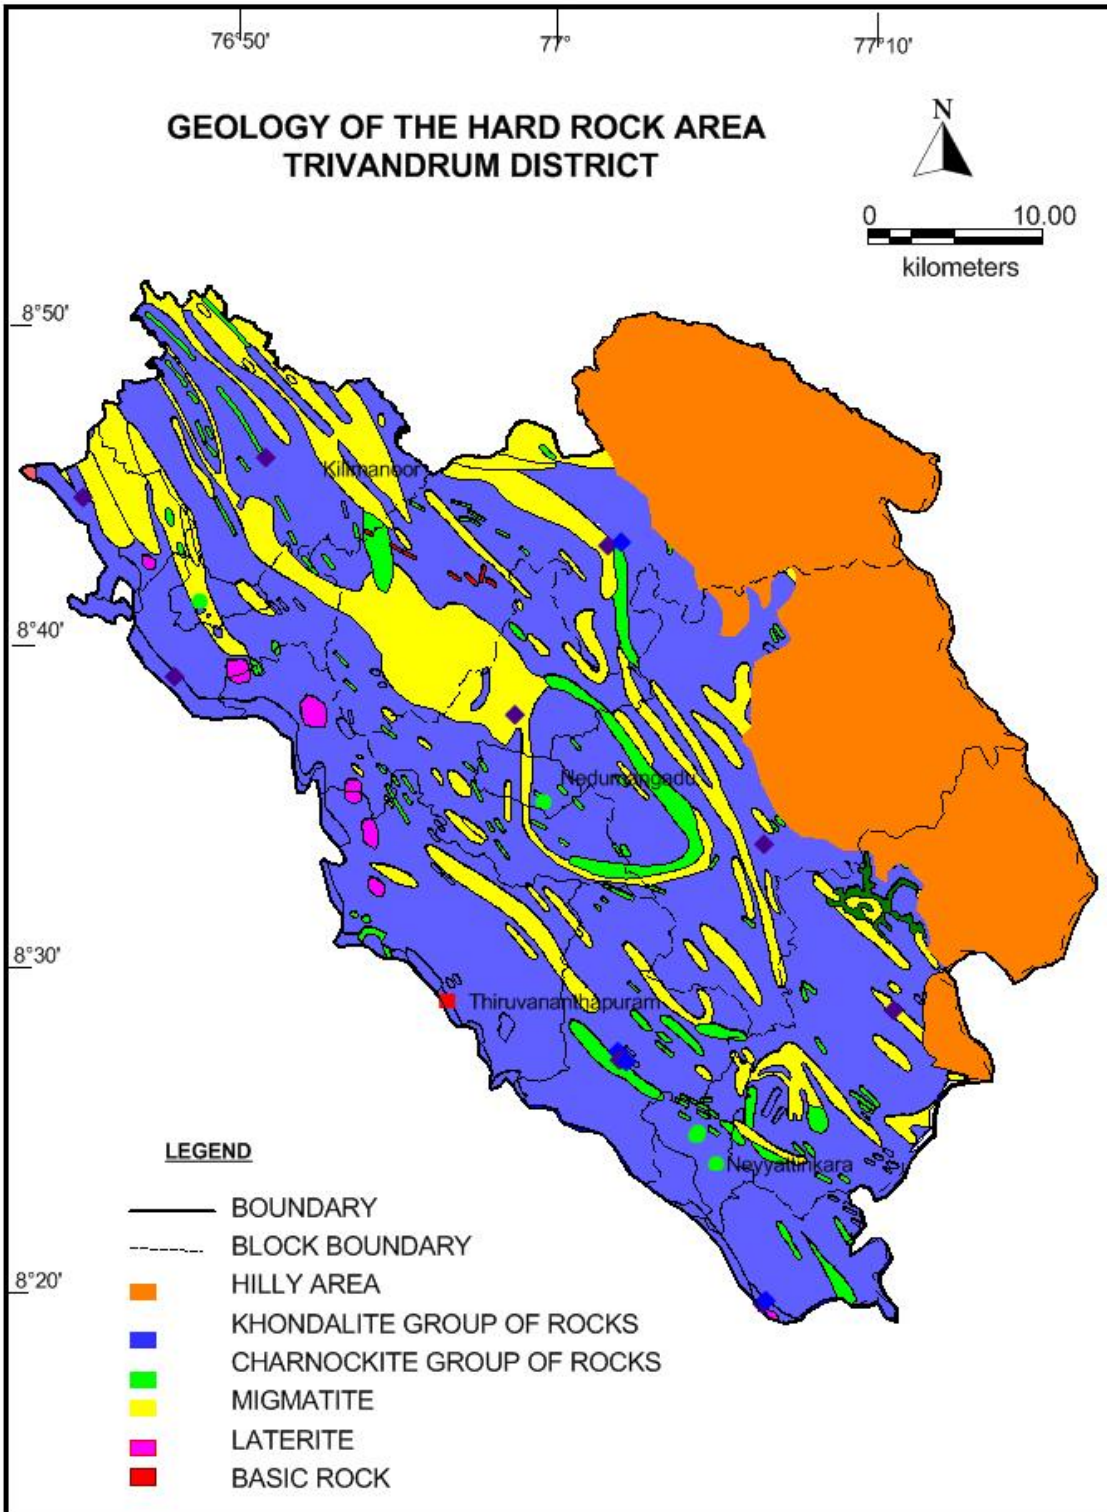 76°50'
77°
77°10'
GEOLOGY OF THE HARD ROCK AREA
TRIVANDRUM DISTRICT
N
0 10.00
kilometers
8°50'
Kilimanoor
8°40'
Nedumangadu
8°30'
Thiruvananthapuram
Neyyattinkara
LEGEND
BOUNDARY
BLOCK BOUNDARY
8°20'
HILLY AREA
KHONDALITE GROUP OF ROCKS
CHARNOCKITE GROUP OF ROCKS
MIGMATITE
LATERITE
BASIC ROCK